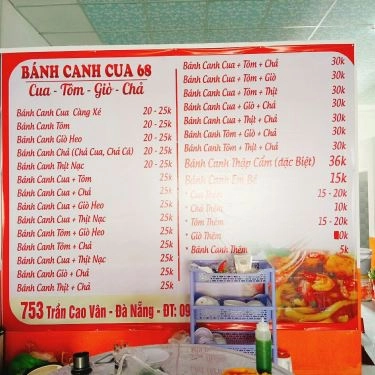 BÁNH CANH CUA 68
Cua - Tôm - Giò - Chả
Bánh Canh Cua Càng Xé 20 - 25k
Bánh Canh Tôm 20 - 25k
Bánh Canh Giò Heo 20 - 25k
Bánh Canh Chả (Chả Cua, Chả Cá) 20 - 25k
Bánh Canh Thịt Nạc 20 - 25k
Bánh Canh Cua + Tôm 25k
Bánh Canh Cua + Chả 25k
Bánh Canh Cua + Giò Heo 25k
Bánh Canh Cua + Thịt Nạc 25k
Bánh Canh Tôm + Giò Heo 25k
Bánh Canh Tôm + Chả 25k
Bánh Canh Cua + Thịt Nạc 25k
Bánh Canh Giò + Chả 25k
Bánh Canh Thịt + Chả 25k
Bánh Canh Cua + Tôm + Chả 30k
Bánh Canh Cua + Tôm + Giò 30k
Bánh Canh Cua + Tôm + Thịt 30k
Bánh Canh Cua + Giò + Chả 30k
Bánh Canh Cua + Thịt + Chả 30k
Bánh Canh Tôm + Giò + Chả 30k
Bánh Canh Tôm + Thịt + Chả 30k
Bánh Canh Thập Cẩm (đặc Biệt) 36k
Bánh Canh Em Bé 15k
* Cua Thêm 15 - 20k
* Chả Thêm 10k
* Tôm Thêm 15 - 20k
* Giò Thêm
* Bánh Canh Thêm 5k
753 Trần Cao Vân - Đà Nẵng - ĐT: 09